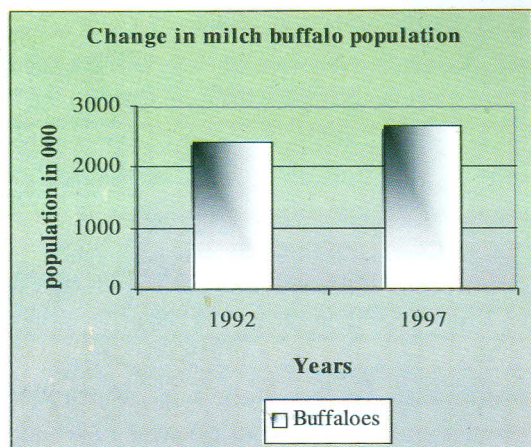 Change in milch buffalo population
population in 000
3000
2000
1000
0
1992 1997
Years
Buffaloes